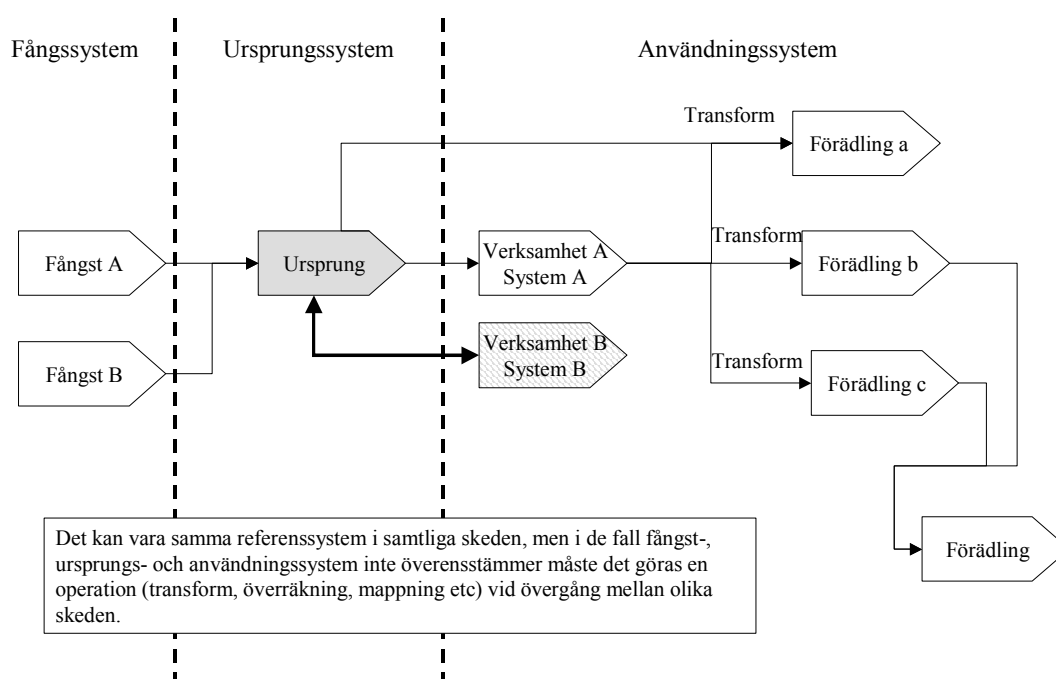 Fångssystem
Ursprungssystem
Användningssystem
Transform
Förädling a
Fångst A
Ursprung
Verksamhet A
System A
Transform
Förädling b
Fångst B
Verksamhet B
System B
Transform
Förädling c
Förädling
Det kan vara samma referenssystem i samtliga skeden, men i de fall fångst-,
ursprungs- och användningssystem inte överensstämmer måste det göras en
operation (transform, överräkning, mappning etc) vid övergång mellan olika
skeden.